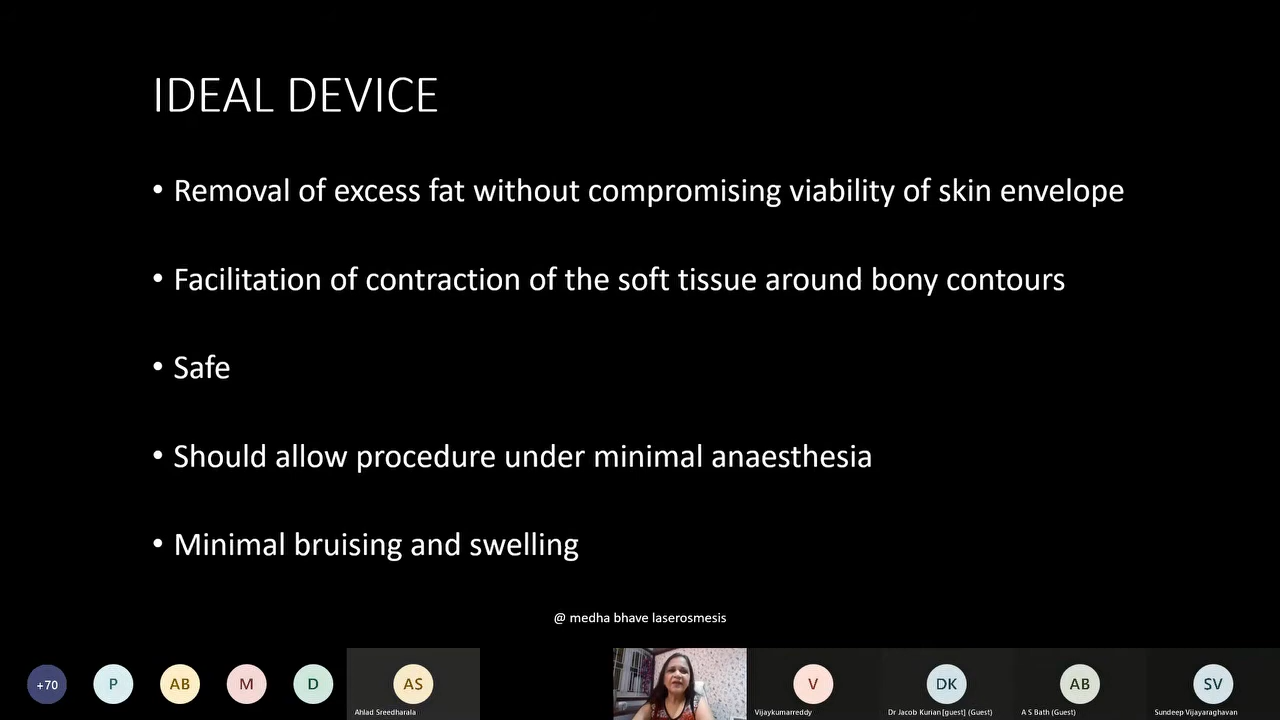 IDEAL DEVICE
• Removal of excess fat without compromising viability of skin envelope
• Facilitation of contraction of the soft tissue around bony contours
• Safe
• Should allow procedure under minimal anaesthesia
• Minimal bruising and swelling
@ medha bhave laserosmesis
+70
P
AB
M
D
AS
Ahlad Sreedharala
V
Vijaykumarreddy
DK
Dr Jacob Kurian[guest] (Guest)
AB
A S Bath (Guest)
SV
Sundeep Vijayaraghavan